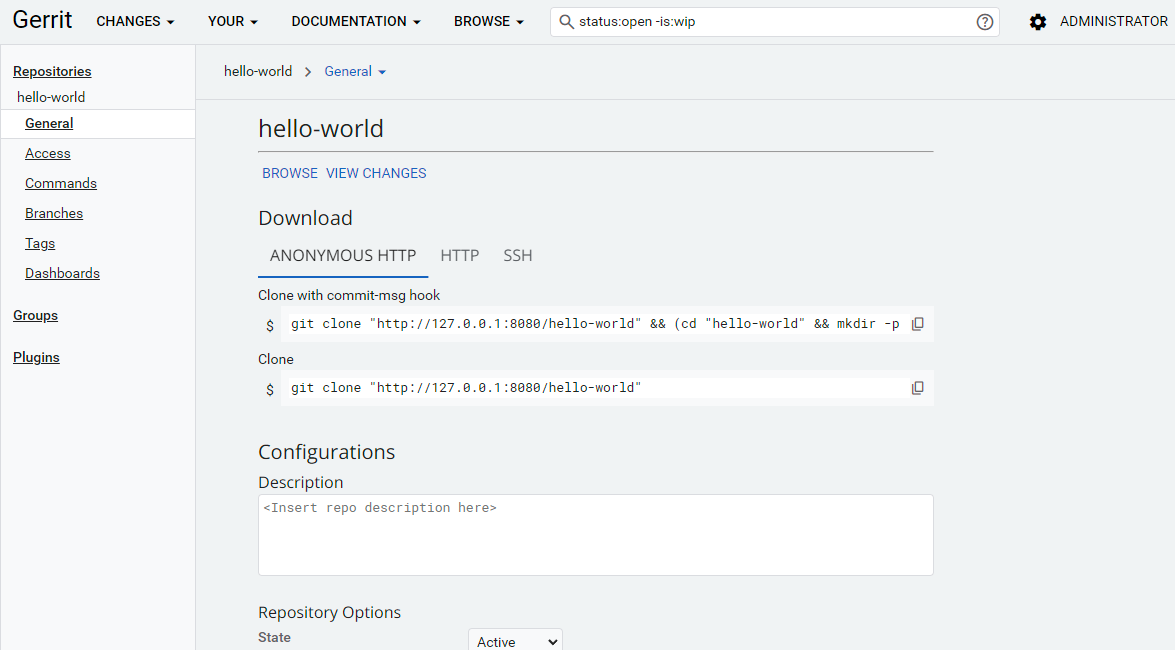 Gerrit CHANGES YOUR DOCUMENTATION BROWSE status:open -is:wip ADMINISTRATOR
Repositories
hello-world
General
Access
Commands
Branches
Tags
Dashboards
Groups
Plugins
hello-world > General
hello-world
BROWSE VIEW CHANGES
Download
ANONYMOUS HTTP HTTP SSH
Clone with commit-msg hook
$ git clone "http://127.0.0.1:8080/hello-world" && (cd "hello-world" && mkdir -p
Clone
$ git clone "http://127.0.0.1:8080/hello-world"
Configurations
Description
<Insert repo description here>
Repository Options
State Active